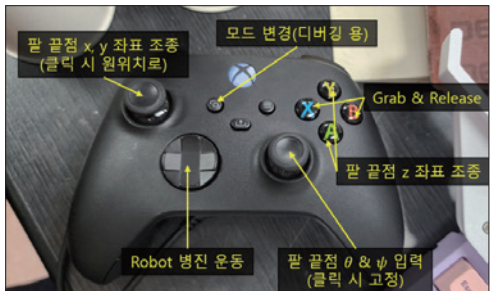 모드 변경(디버깅 용)
팔 끝점 x, y 좌표 조종
(클릭 시 원위치로)
Y
X
B
A
Grab & Release
팔 끝점 z 좌표 조종
Robot 병진 운동
팔 끝점 θ & ψ 입력
(클릭 시 고정)